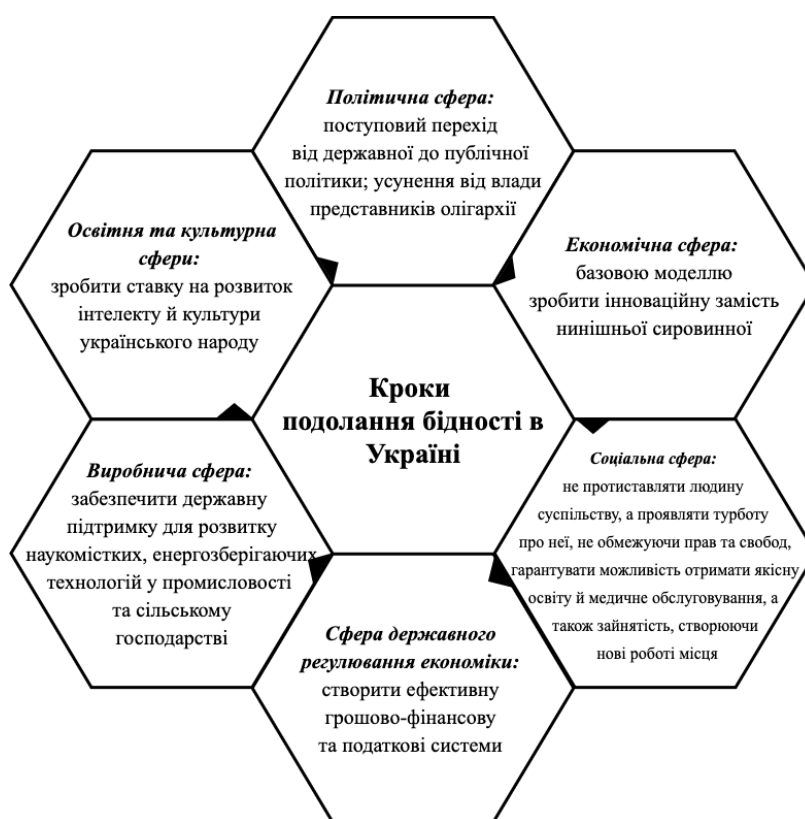 Політична сфера:
поступовий перехід
від державної до публічної
політики; усунення від влади
представників олігархії
Освітня та культурна
сфери:
зробити ставку на розвиток
інтелекту й культури
українського народу
Економічна сфера:
базовою моделлю
зробити інноваційну замість
нинішньої сировинної
Кроки
подолання бідності в
Україні
Виробнича сфера:
забезпечити державну
підтримку для розвитку
наукомістких, енергозберігаючих
технологій у промисловості
та сільському
господарстві
Соціальна сфера:
не протиставляти людину
суспільству, а проявляти турботу
про неї, не обмежуючи прав та свобод,
гарантувати можливість отримати якісну
освіту й медичне обслуговування, а
також зайнятість, створюючи
нові роботі місця
Сфера державного
регулювання економіки:
створити ефективну
грошово-фінансову
та податкові системи